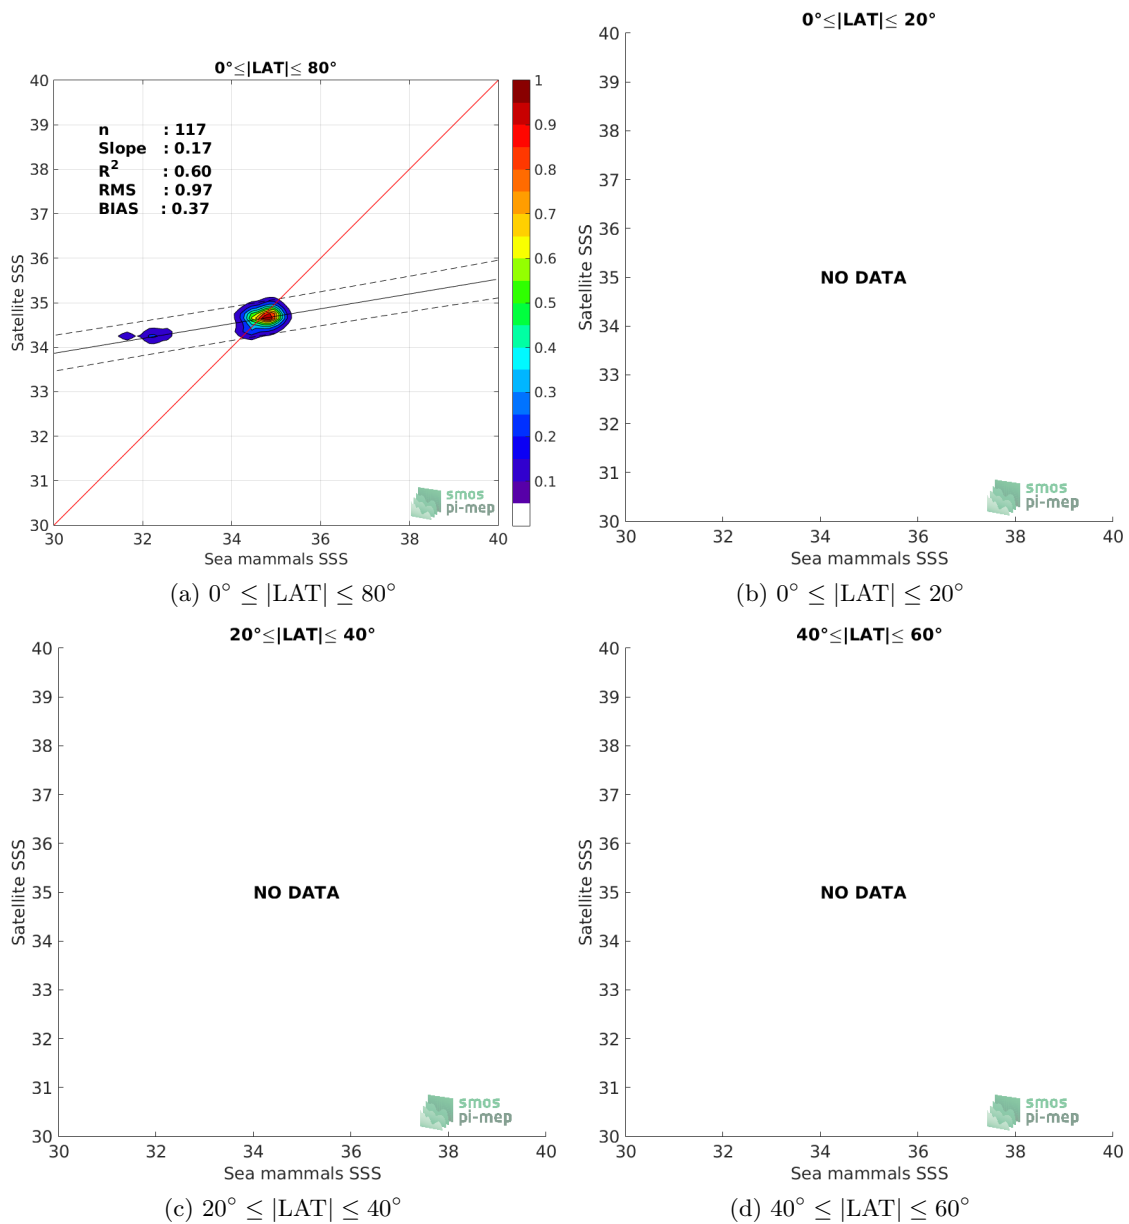 0°≤|LAT|≤ 80°
40
39
38
37
36
35
34
33
32
31
30
Satellite SSS
n : 117
Slope : 0.17
R² : 0.60
RMS : 0.97
BIAS : 0.37
1
0.9
0.8
0.7
0.6
0.5
0.4
0.3
0.2
0.1
smos
pi-mep
30 32 34 36 38 40
Sea mammals SSS
(a) 0° ≤ |LAT| ≤ 80°
0°≤|LAT|≤ 20°
40
39
38
37
36
35
34
33
32
31
30
Satellite SSS
NO DATA
smos
pi-mep
30 32 34 36 38 40
Sea mammals SSS
(b) 0° ≤ |LAT| ≤ 20°
20°≤|LAT|≤ 40°
40
39
38
37
36
35
34
33
32
31
30
Satellite SSS
NO DATA
smos
pi-mep
30 32 34 36 38 40
Sea mammals SSS
(c) 20° ≤ |LAT| ≤ 40°
40°≤|LAT|≤ 60°
40
39
38
37
36
35
34
33
32
31
30
Satellite SSS
NO DATA
smos
pi-mep
30 32 34 36 38 40
Sea mammals SSS
(d) 40° ≤ |LAT| ≤ 60°